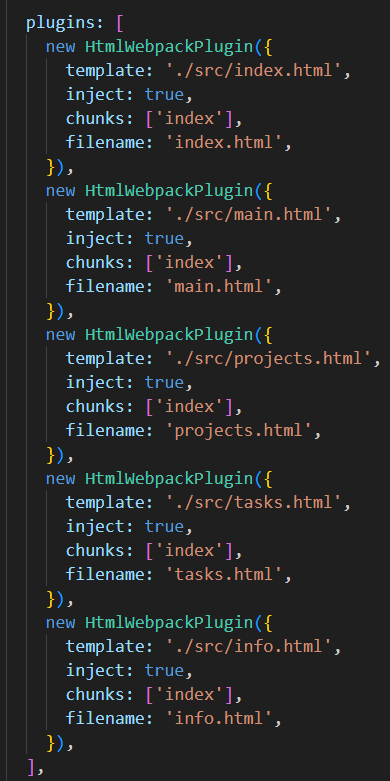 plugins: [
new HtmlWebpackPlugin({
template: './src/index.html',
inject: true,
chunks: ['index'],
filename: 'index.html',
}),
new HtmlWebpackPlugin({
template: './src/main.html',
inject: true,
chunks: ['index'],
filename: 'main.html',
}),
new HtmlWebpackPlugin({
template: './src/projects.html',
inject: true,
chunks: ['index'],
filename: 'projects.html',
}),
new HtmlWebpackPlugin({
template: './src/tasks.html',
inject: true,
chunks: ['index'],
filename: 'tasks.html',
}),
new HtmlWebpackPlugin({
template: './src/info.html',
inject: true,
chunks: ['index'],
filename: 'info.html',
}),
],